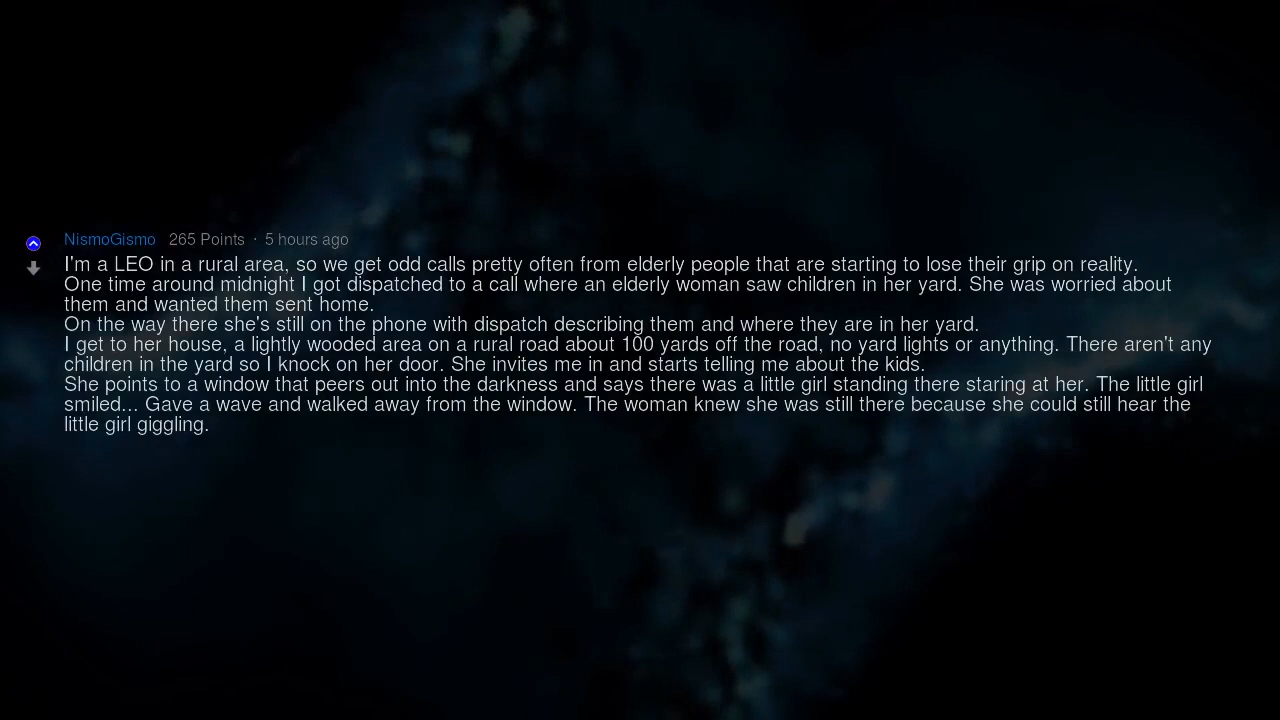 NismoGismo 265 Points · 5 hours ago
I'm a LEO in a rural area, so we get odd calls pretty often from elderly people that are starting to lose their grip on reality.
One time around midnight I got dispatched to a call where an elderly woman saw children in her yard. She was worried about
them and wanted them sent home.
On the way there she's still on the phone with dispatch describing them and where they are in her yard.
I get to her house, a lightly wooded area on a rural road about 100 yards off the road, no yard lights or anything. There aren't any
children in the yard so I knock on her door. She invites me in and starts telling me about the kids.
She points to a window that peers out into the darkness and says there was a little girl standing there staring at her. The little girl
smiled... Gave a wave and walked away from the window. The woman knew she was still there because she could still hear the
little girl giggling.